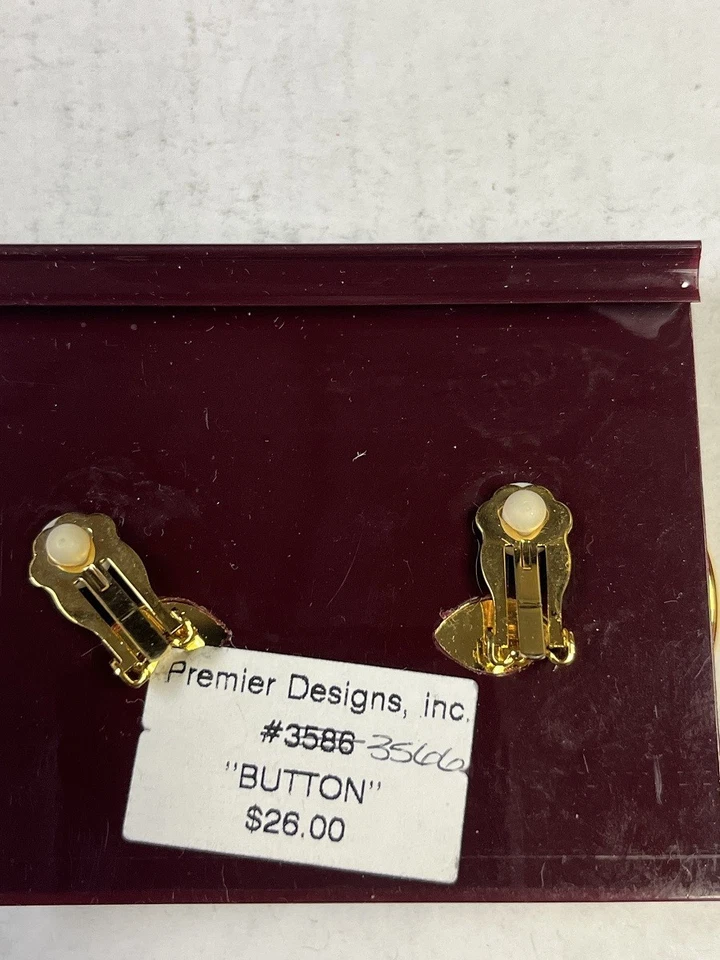 Premier Designs, inc.
#3586 3566
"BUTTON"
$26.00